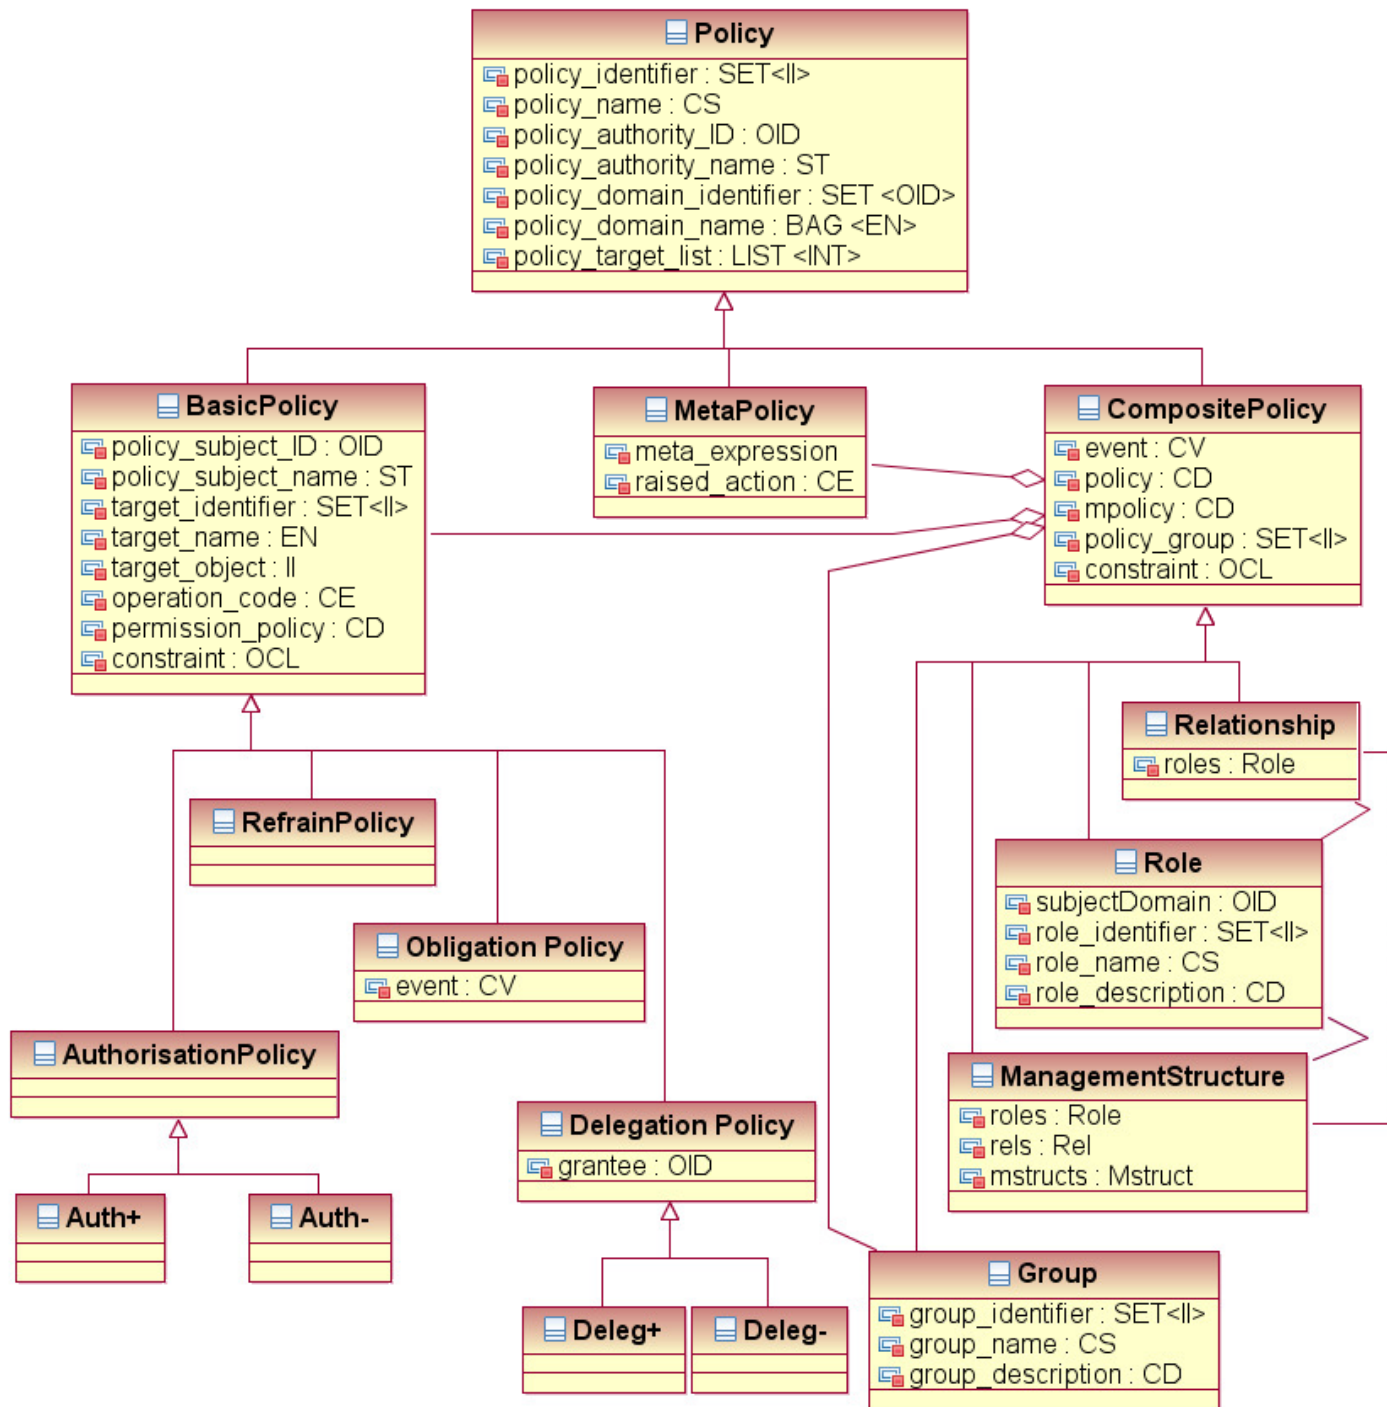 Policy
policy_identifier : SET<II>
policy_name : CS
policy_authority_ID : OID
policy_authority_name : ST
policy_domain_identifier : SET <OID>
policy_domain_name : BAG <EN>
policy_target_list : LIST <INT>
BasicPolicy
policy_subject_ID : OID
policy_subject_name : ST
target_identifier : SET<II>
target_name : EN
target_object : II
operation_code : CE
permission_policy : CD
constraint : OCL
MetaPolicy
meta_expression
raised_action : CE
CompositePolicy
event : CV
policy : CD
mpolicy : CD
policy_group : SET<II>
constraint : OCL
Relationship
roles : Role
RefrainPolicy
Role
subjectDomain : OID
role_identifier : SET<II>
role_name : CS
role_description : CD
Obligation Policy
event : CV
AuthorisationPolicy
ManagementStructure
roles : Role
rels : Rel
mstructs : Mstruct
Delegation Policy
grantee : OID
Auth+
Auth-
Group
group_identifier : SET<II>
group_name : CS
group_description : CD
Deleg+
Deleg-